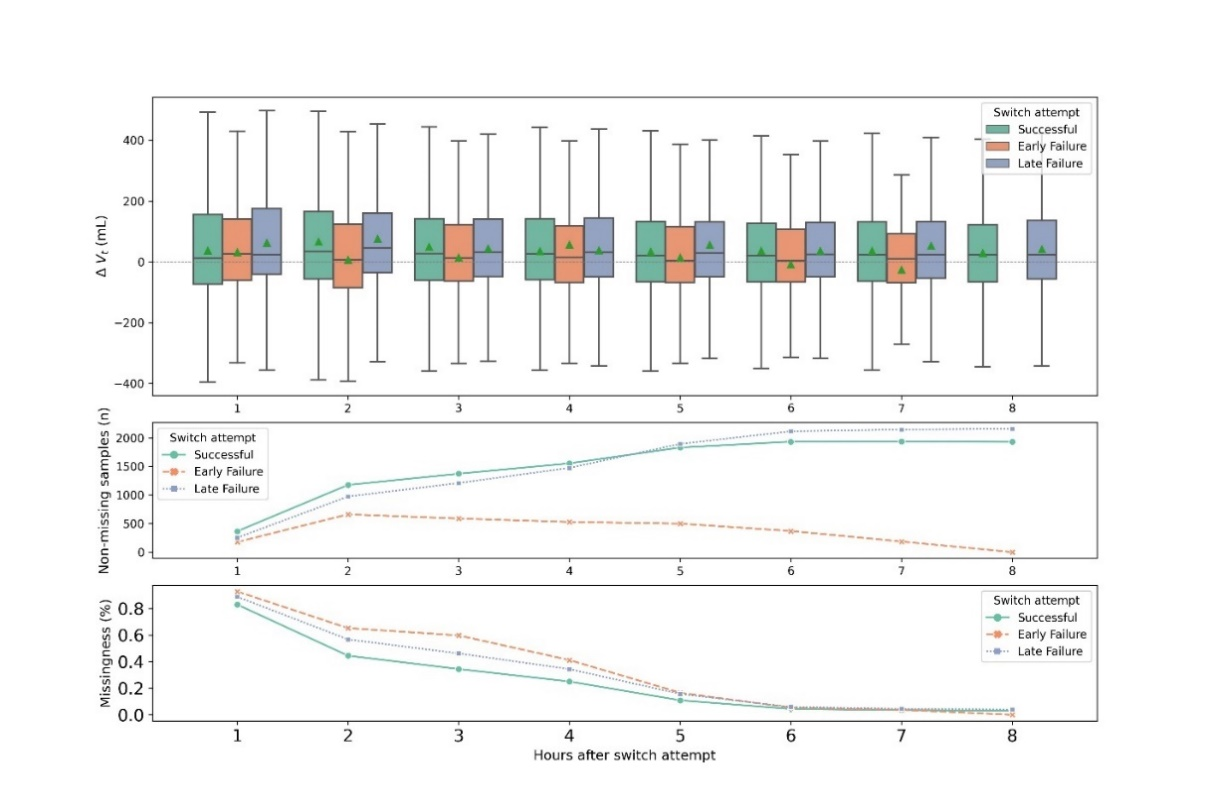 Δ Vt (mL)
400
200
0
−200
−400
Switch attempt
Successful
Early Failure
Late Failure
1 2 3 4 5 6 7 8
Non-missing samples (n)
2000
1500
1000
500
0
Switch attempt
Successful
Early Failure
Late Failure
1 2 3 4 5 6 7 8
Missingness (%)
0.8
0.6
0.4
0.2
0.0
Switch attempt
Successful
Early Failure
Late Failure
1 2 3 4 5 6 7 8
Hours after switch attempt